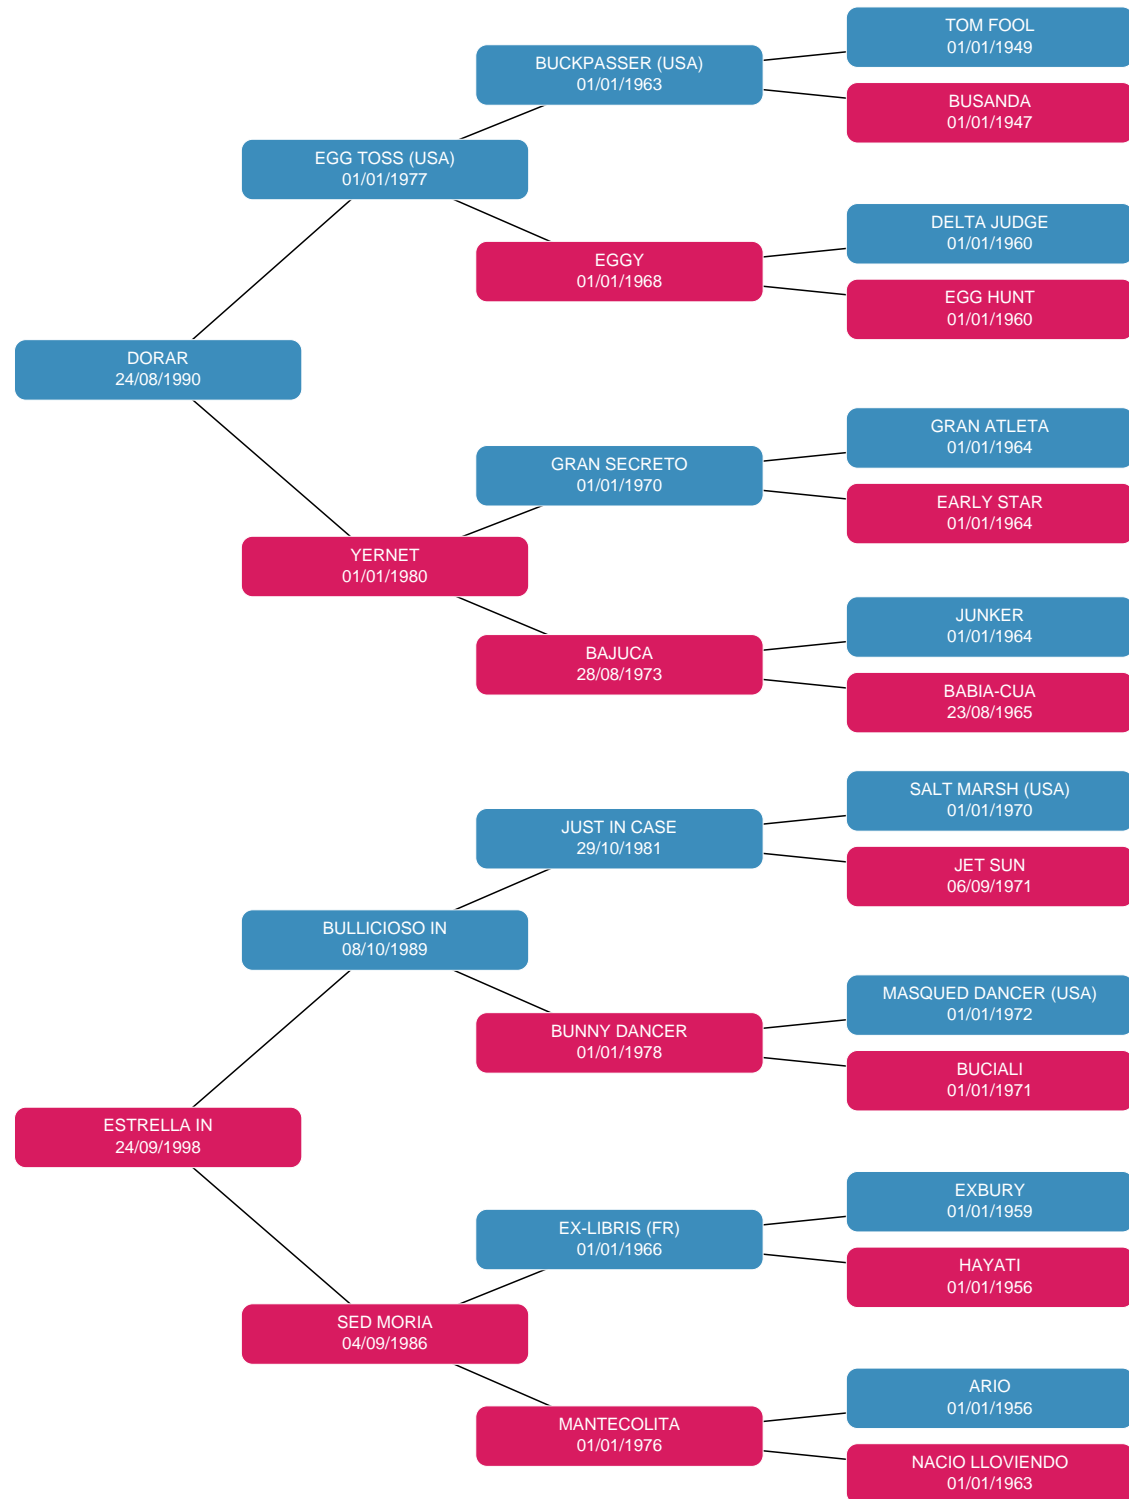 TOM FOOL
01/01/1949
BUCKPASSER (USA)
01/01/1963
BUSANDA
01/01/1947
EGG TOSS (USA)
01/01/1977
DELTA JUDGE
01/01/1960
EGGY
01/01/1968
EGG HUNT
01/01/1960
DORAR
24/08/1990
GRAN ATLETA
01/01/1964
GRAN SECRETO
01/01/1970
EARLY STAR
01/01/1964
YERNET
01/01/1980
JUNKER
01/01/1964
BAJUCA
28/08/1973
BABIA-CUA
23/08/1965
SALT MARSH (USA)
01/01/1970
JUST IN CASE
29/10/1981
JET SUN
06/09/1971
BULLICIOSO IN
08/10/1989
MASQUED DANCER (USA)
01/01/1972
BUNNY DANCER
01/01/1978
BUCIALI
01/01/1971
ESTRELLA IN
24/09/1998
EXBURY
01/01/1959
EX-LIBRIS (FR)
01/01/1966
HAYATI
01/01/1956
SED MORIA
04/09/1986
ARIO
01/01/1956
MANTECOLITA
01/01/1976
NACIO LLOVIENDO
01/01/1963